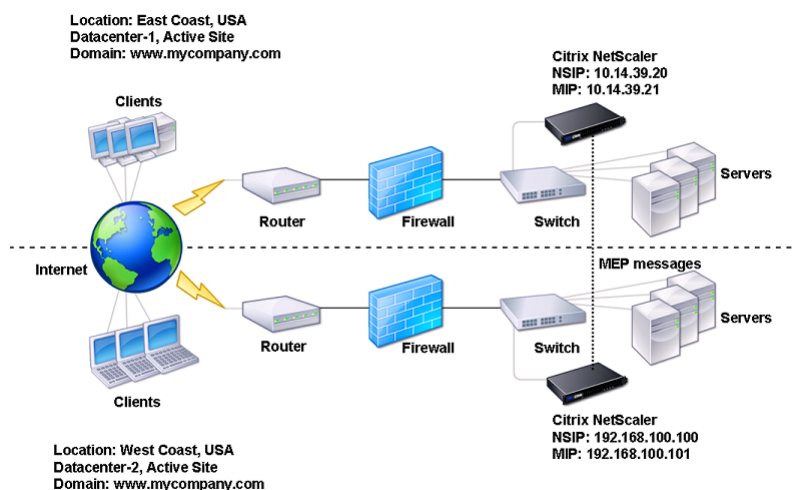 Location: East Coast, USA
Datacenter-1, Active Site
Domain: www.mycompany.com
Citrix NetScaler
NSIP: 10.14.39.20
MIP: 10.14.39.21
Clients
Servers
Router
Firewall
Switch
Internet
MEP messages
Servers
Router
Firewall
Switch
Clients
Citrix NetScaler
NSIP: 192.168.100.100
MIP: 192.168.100.101
Location: West Coast, USA
Datacenter-2, Active Site
Domain: www.mycompany.com